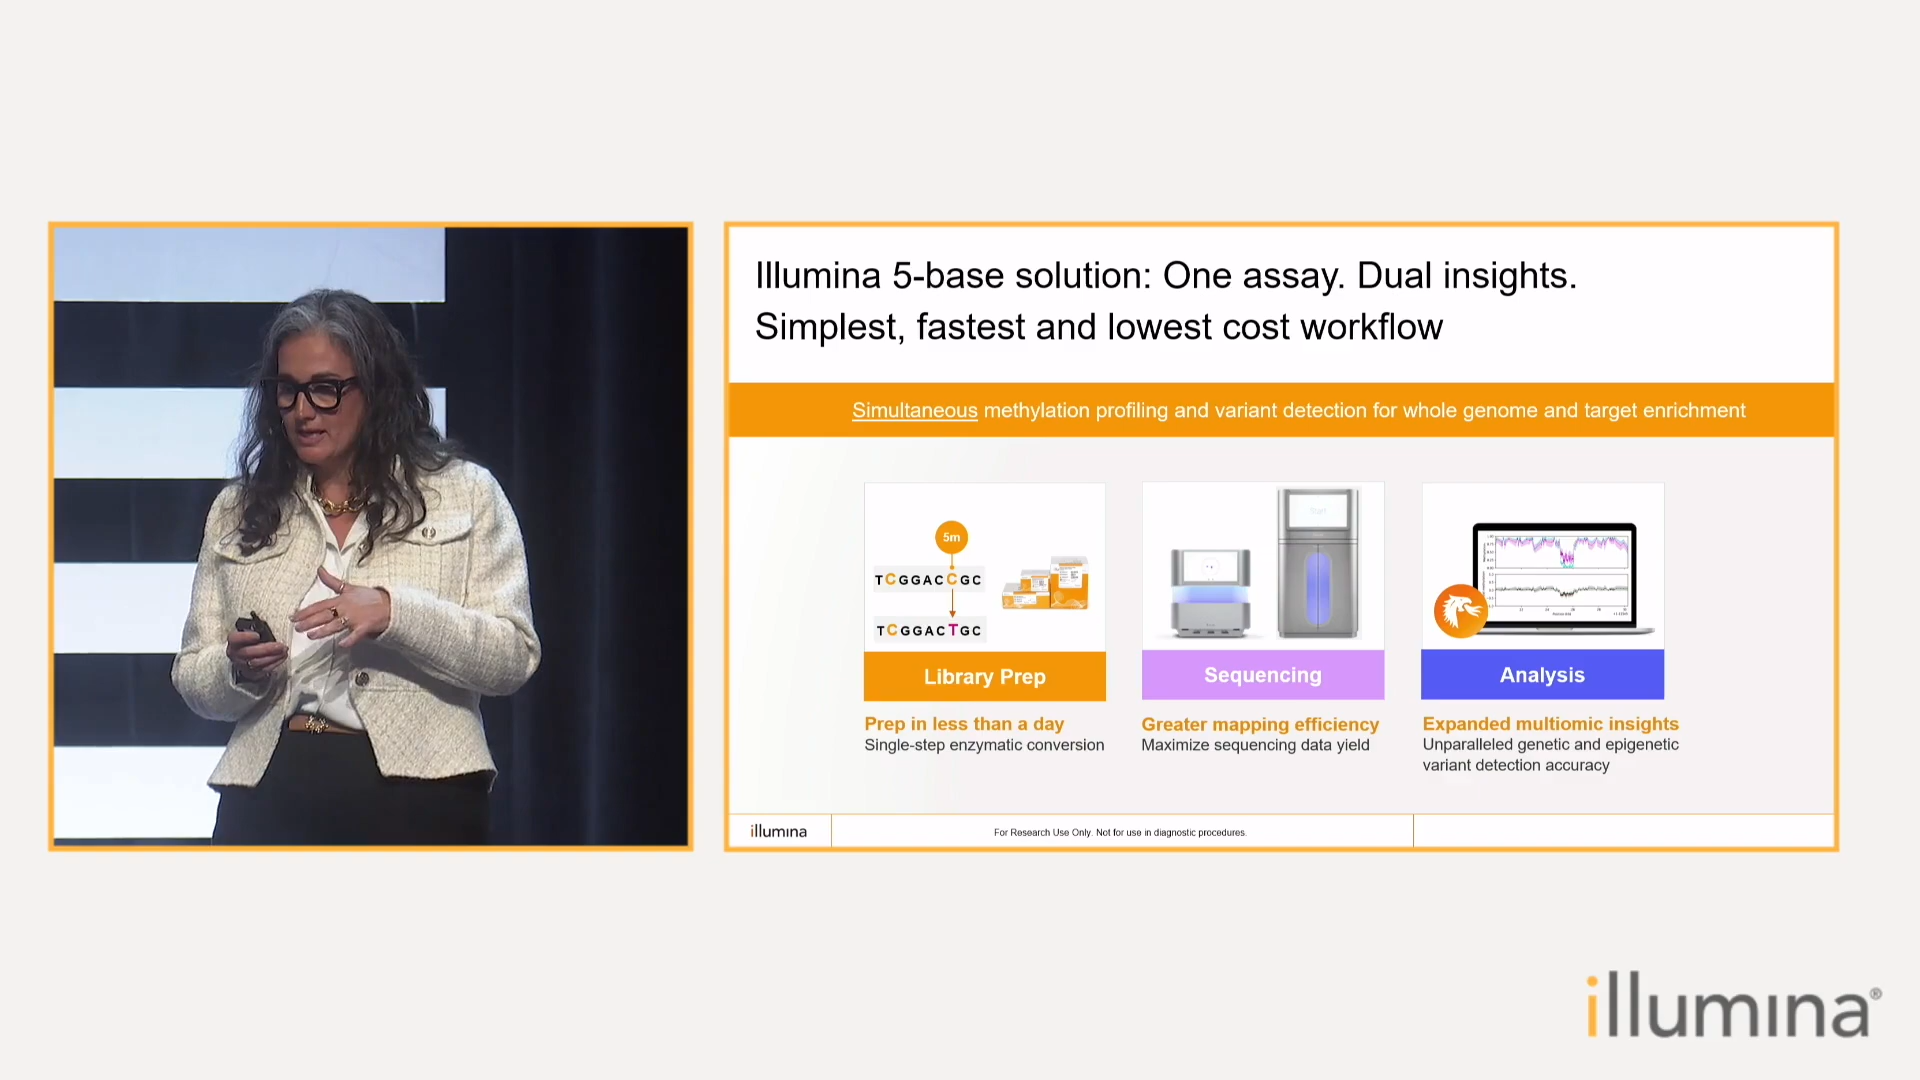 Illumina 5-base solution: One assay. Dual insights.
Simplest, fastest and lowest cost workflow
Simultaneous methylation profiling and variant detection for whole genome and target enrichment
5m
TCGGACCGC
TCGGACTGC
Library Prep
Prep in less than a day
Single-step enzymatic conversion
Start
Sequencing
Greater mapping efficiency
Maximize sequencing data yield
Analysis
Expanded multiomic insights
Unparalleled genetic and epigenetic
variant detection accuracy
illumina
For Research Use Only. Not for use in diagnostic procedures.
illumina®